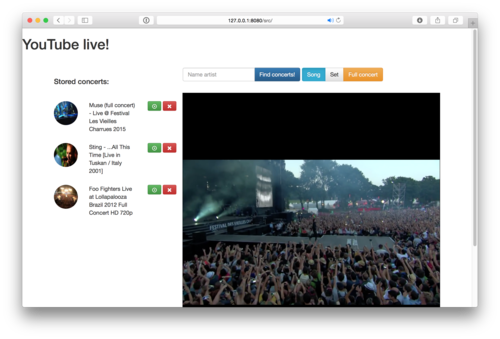 127.0.0.1:8080/src/
YouTube live!
Name artist
Find concerts!
Song
Set
Full concert
Stored concerts:
Muse (full concert)
- Live @ Festival
Les Vieilles
Charrues 2015
Sting - ...All This
Time [Live in
Tuskan / Italy
2001]
Foo Fighters Live
at Lollapalooza
Brazil 2012 Full
Concert HD 720p